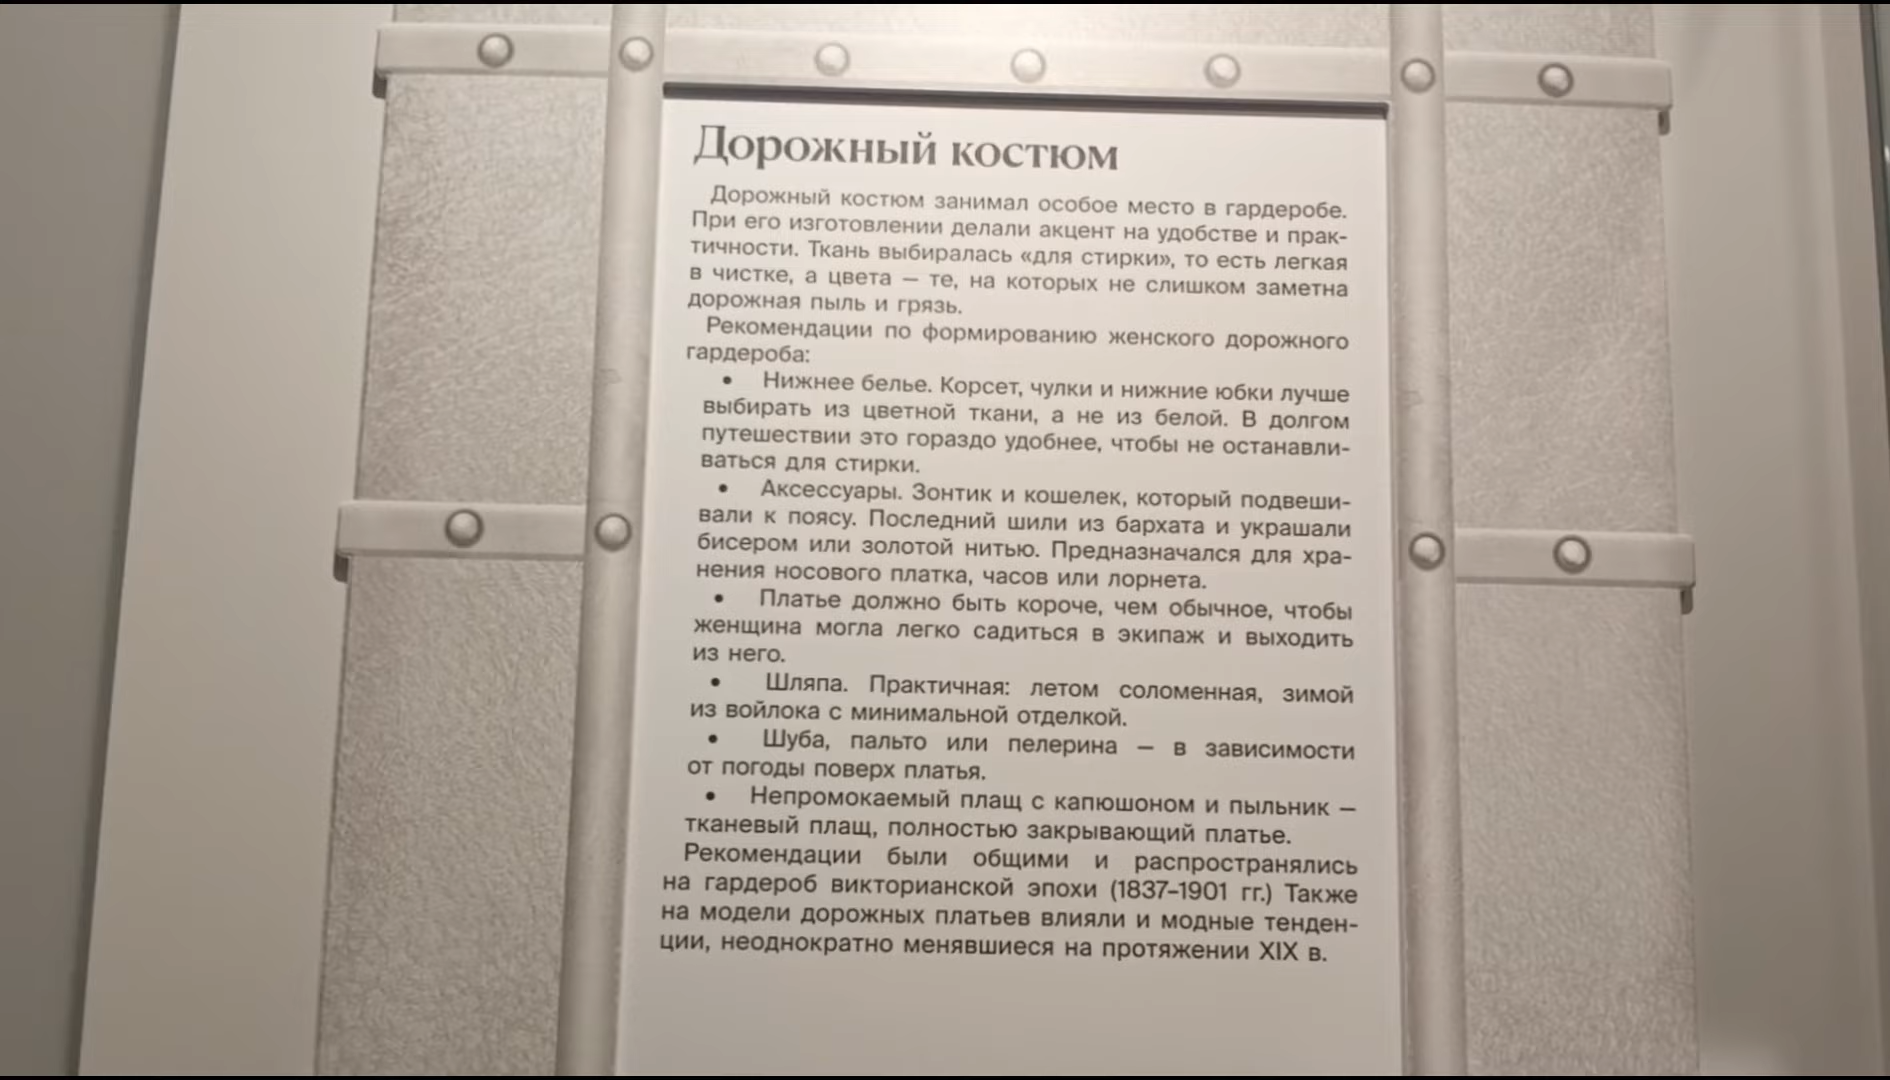 Дорожный костюм
Дорожный костюм занимал особое место в гардеробе.
При его изготовлении делали акцент на удобстве и прак-
тичности. Ткань выбиралась «для стирки», то есть легкая
в чистке, а цвета — те, на которых не слишком заметна
дорожная пыль и грязь.
Рекомендации по формированию женского дорожного
гардероба:
• Нижнее белье. Корсет, чулки и нижние юбки лучше
выбирать из цветной ткани, а не из белой. В долгом
путешествии это гораздо удобнее, чтобы не останавли-
ваться для стирки.
• Аксессуары. Зонтик и кошелек, который подвеши-
вали к поясу. Последний шили из бархата и украшали
бисером или золотой нитью. Предназначался для хра-
нения носового платка, часов или лорнета.
• Платье должно быть короче, чем обычное, чтобы
женщина могла легко садиться в экипаж и выходить
из него.
• Шляпа. Практичная: летом соломенная, зимой
из войлока с минимальной отделкой.
• Шуба, пальто или пелерина — в зависимости
от погоды поверх платья.
• Непромокаемый плащ с капюшоном и пыльник —
тканевый плащ, полностью закрывающий платье.
Рекомендации были общими и распространялись
на гардероб викторианской эпохи (1837–1901 гг.) Также
на модели дорожных платьев влияли и модные тенден-
ции, неоднократно менявшиеся на протяжении XIX в.